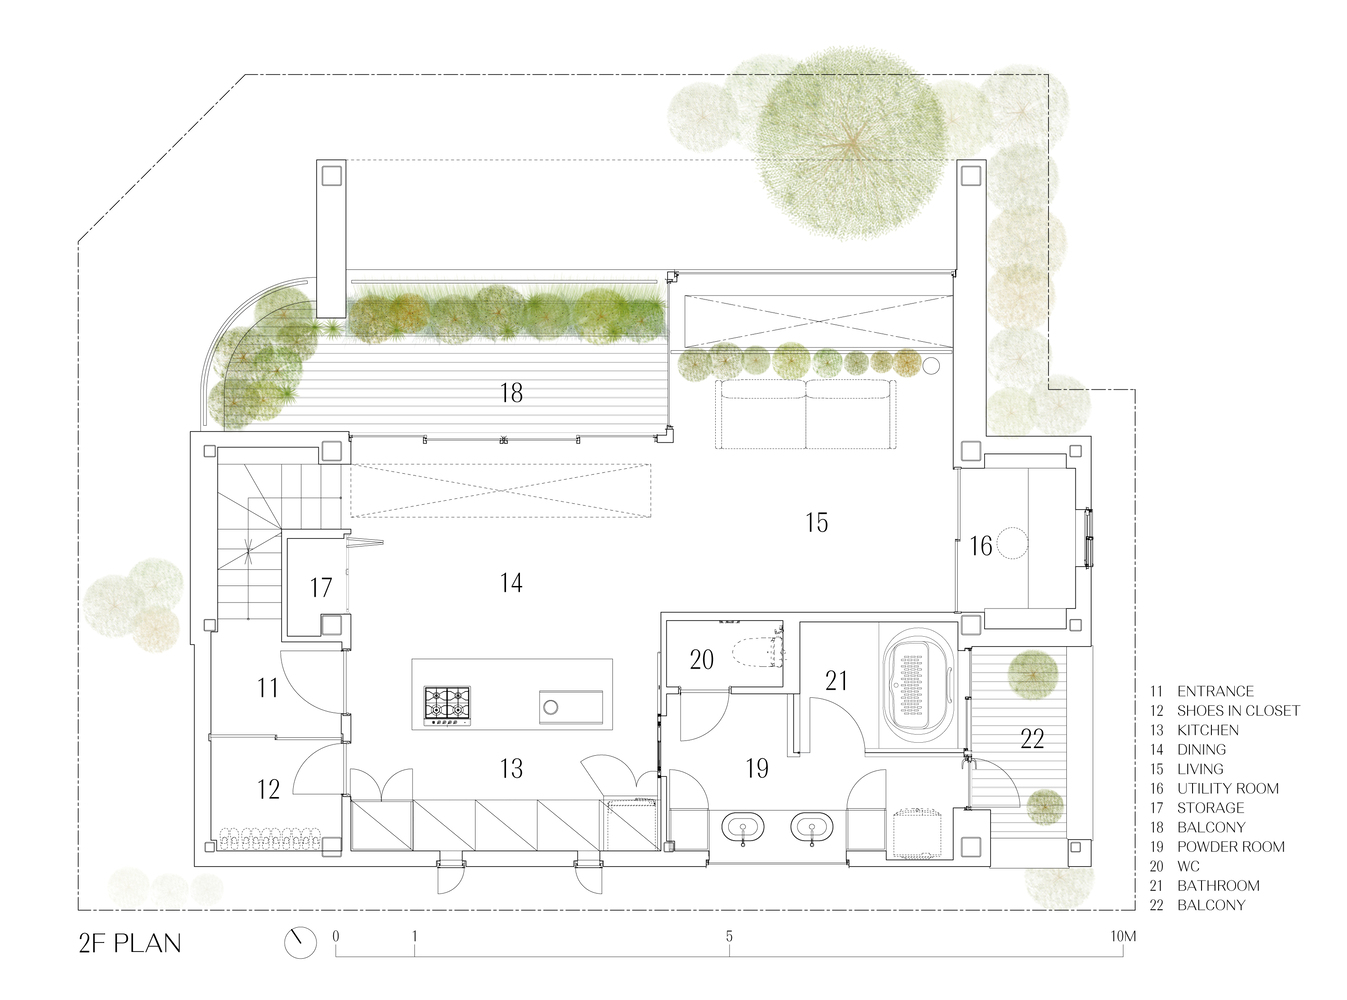 18
15
16
14
17
20
21
11
22
13
19
12
11 ENTRANCE
12 SHOES IN CLOSET
13 KITCHEN
14 DINING
15 LIVING
16 UTILITY ROOM
17 STORAGE
18 BALCONY
19 POWDER ROOM
20 WC
21 BATHROOM
22 BALCONY
2F PLAN
0 1 5 10M